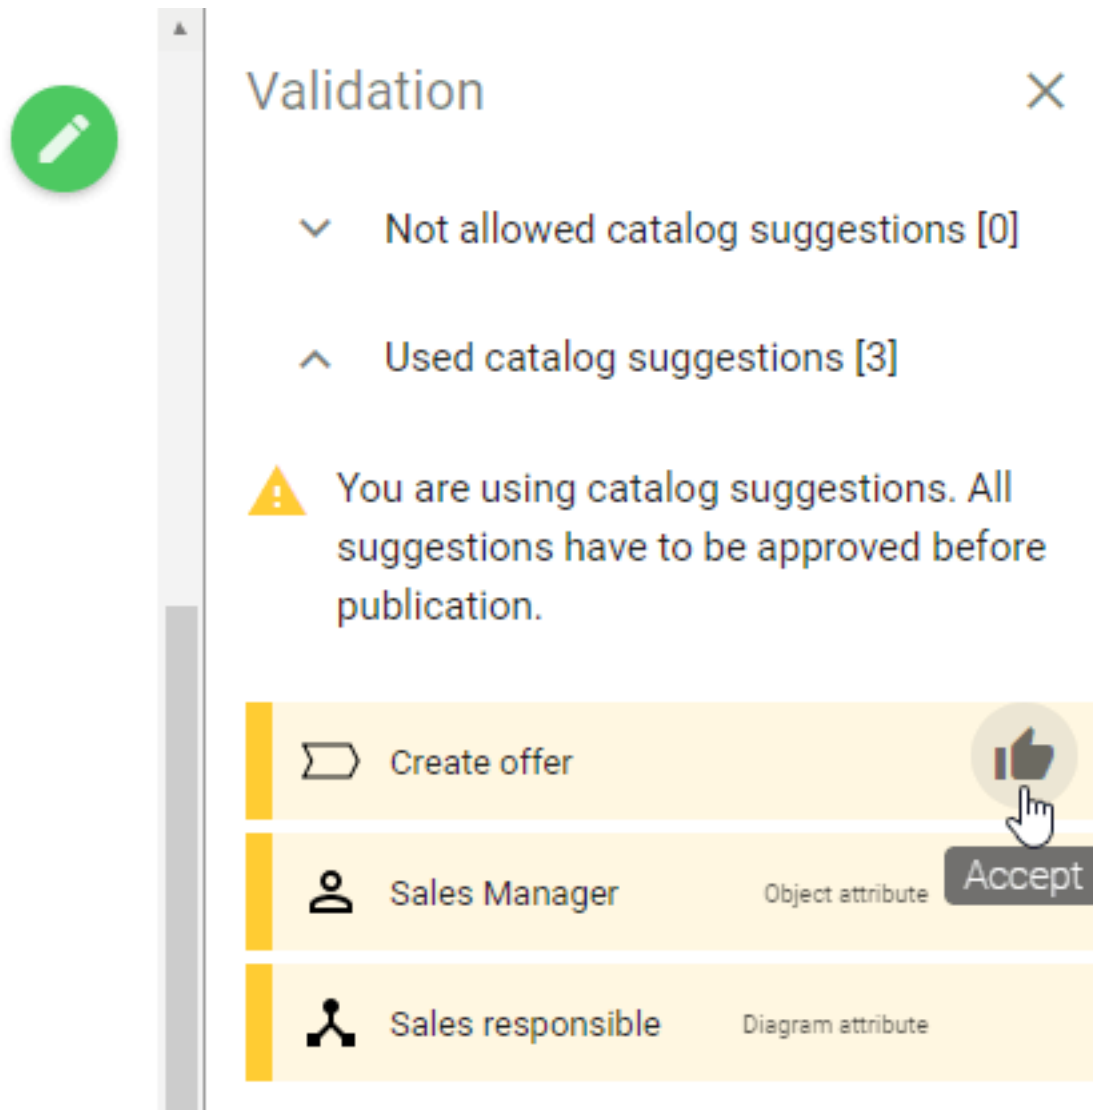 Validation
Not allowed catalog suggestions [0]
Used catalog suggestions [3]
You are using catalog suggestions. All
suggestions have to be approved before
publication.
Create offer
Accept
Sales Manager Object attribute
Sales responsible Diagram attribute